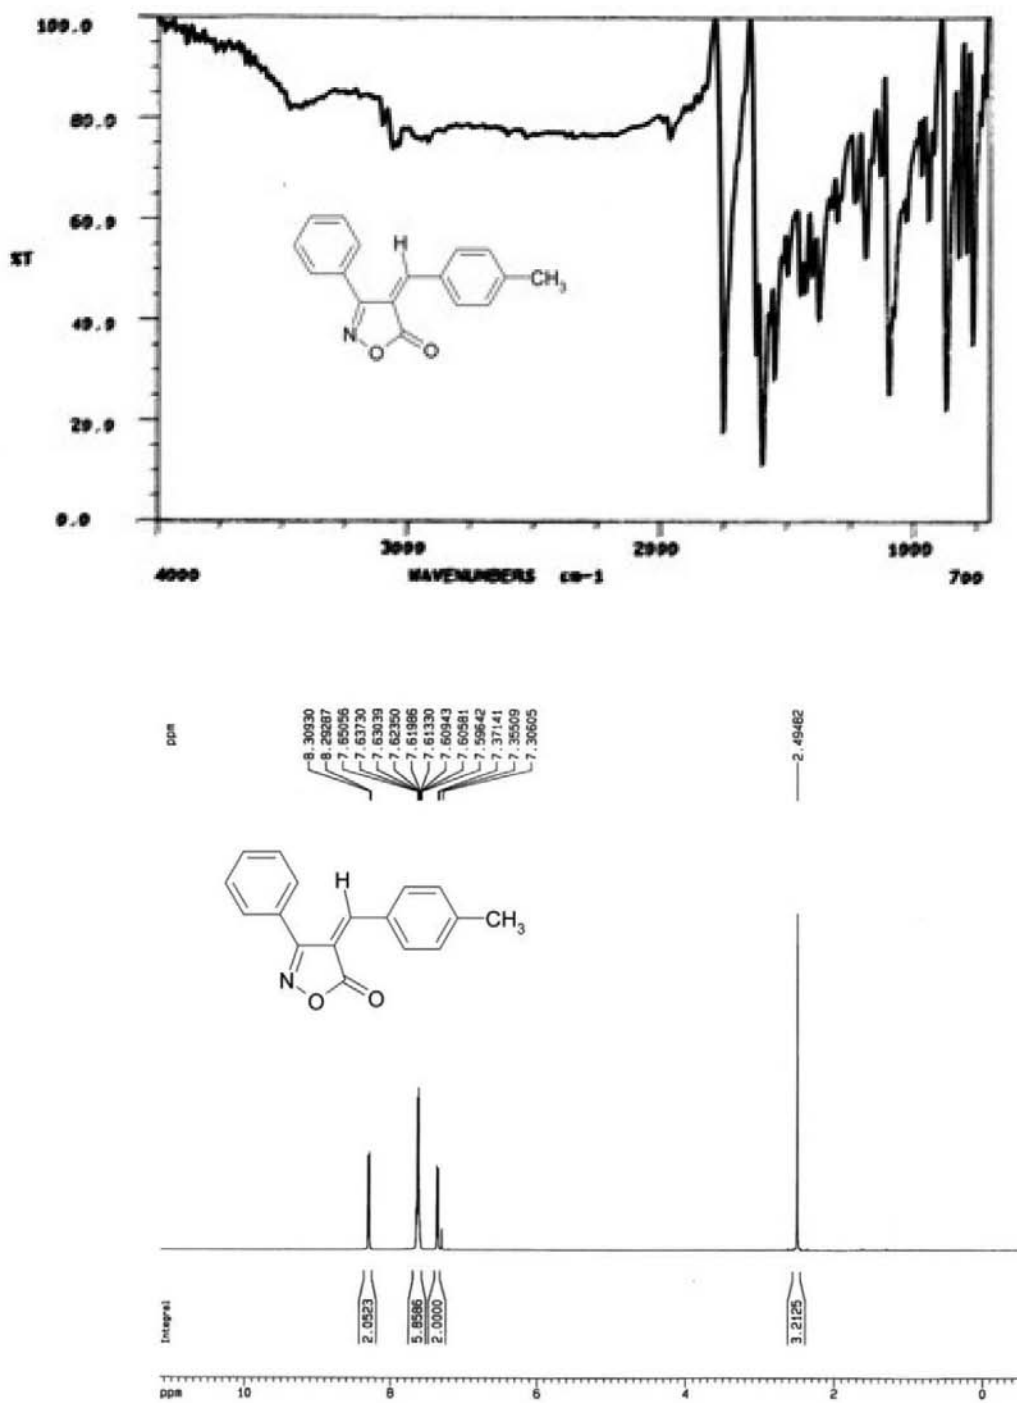 100.0
80.0
60.0
%T
40.0
20.0
0.0
3000
2000
1000
4000
WAVENUMBERS cm-1
700
H
CH3
N
O
O
ppm
8.30930
8.29287
7.65056
7.63730
7.63039
7.62350
7.61986
7.61330
7.60943
7.60581
7.59642
7.37141
7.35509
7.30605
2.49482
H
CH3
N
O
O
Integral
2.0523
5.8586
2.0000
3.2125
ppm
10
8
6
4
2
0